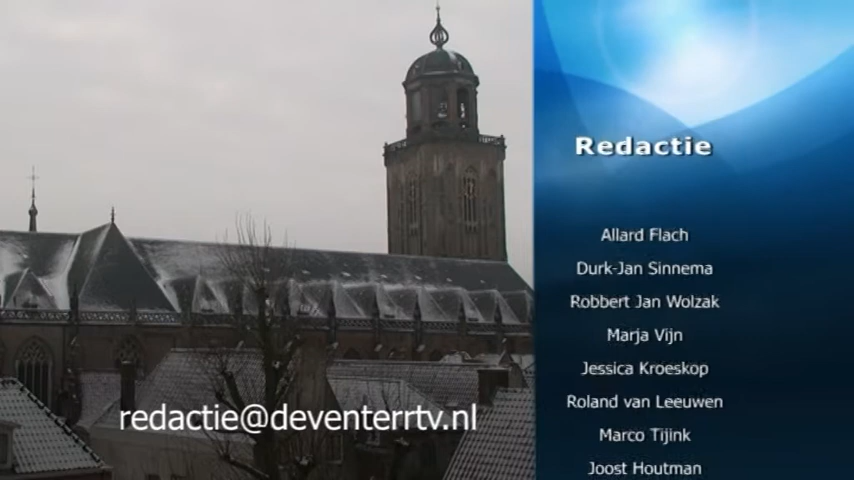 Redactie
Allard Flach
Durk-Jan Sinnema
Robbert Jan Wolzak
Marja Vijn
Jessica Kroeskop
Roland van Leeuwen
Marco Tijink
Joost Houtman
redactie@deventerrtv.nl